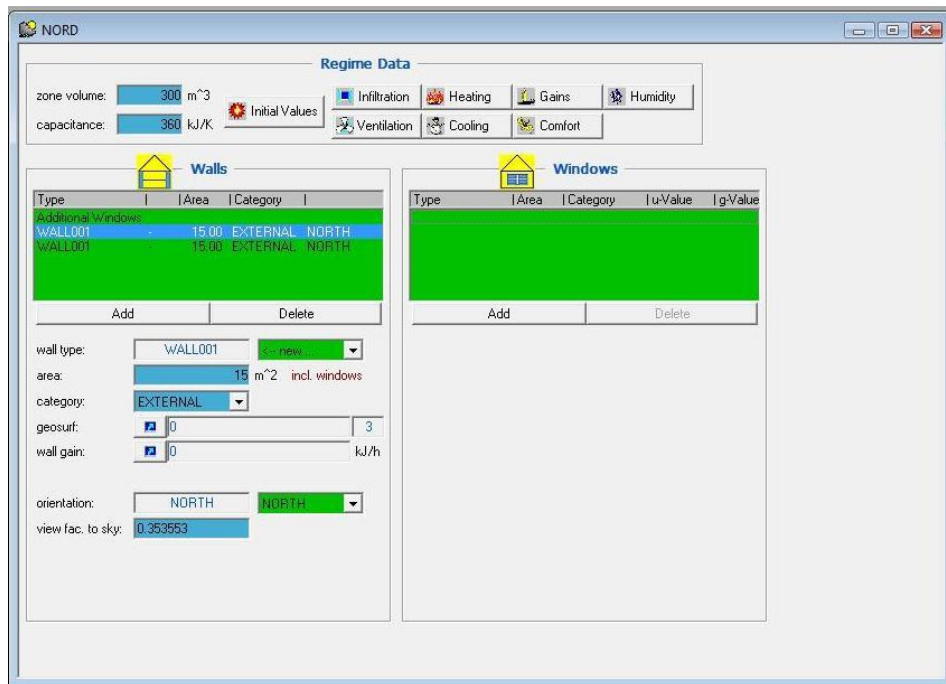 NORD
Regime Data
zone volume: 300 m^3
capacitance: 360 kJ/K
Initial Values
Infiltration Heating Gains Humidity
Ventilation Cooling Comfort
Walls
Type | | Area | Category |
Additional Windows
WALL001 - 15.00 EXTERNAL NORTH
WALL001 - 15.00 EXTERNAL NORTH
Add Delete
wall type: WALL001 <-- new ...
area: 15 m^2 incl. windows
category: EXTERNAL
geosurf: 0 3
wall gain: 0 kJ/h
orientation: NORTH NORTH
view fac. to sky: 0.353553
Windows
Type | Area | Category | u-Value | g-Value
Add Delete